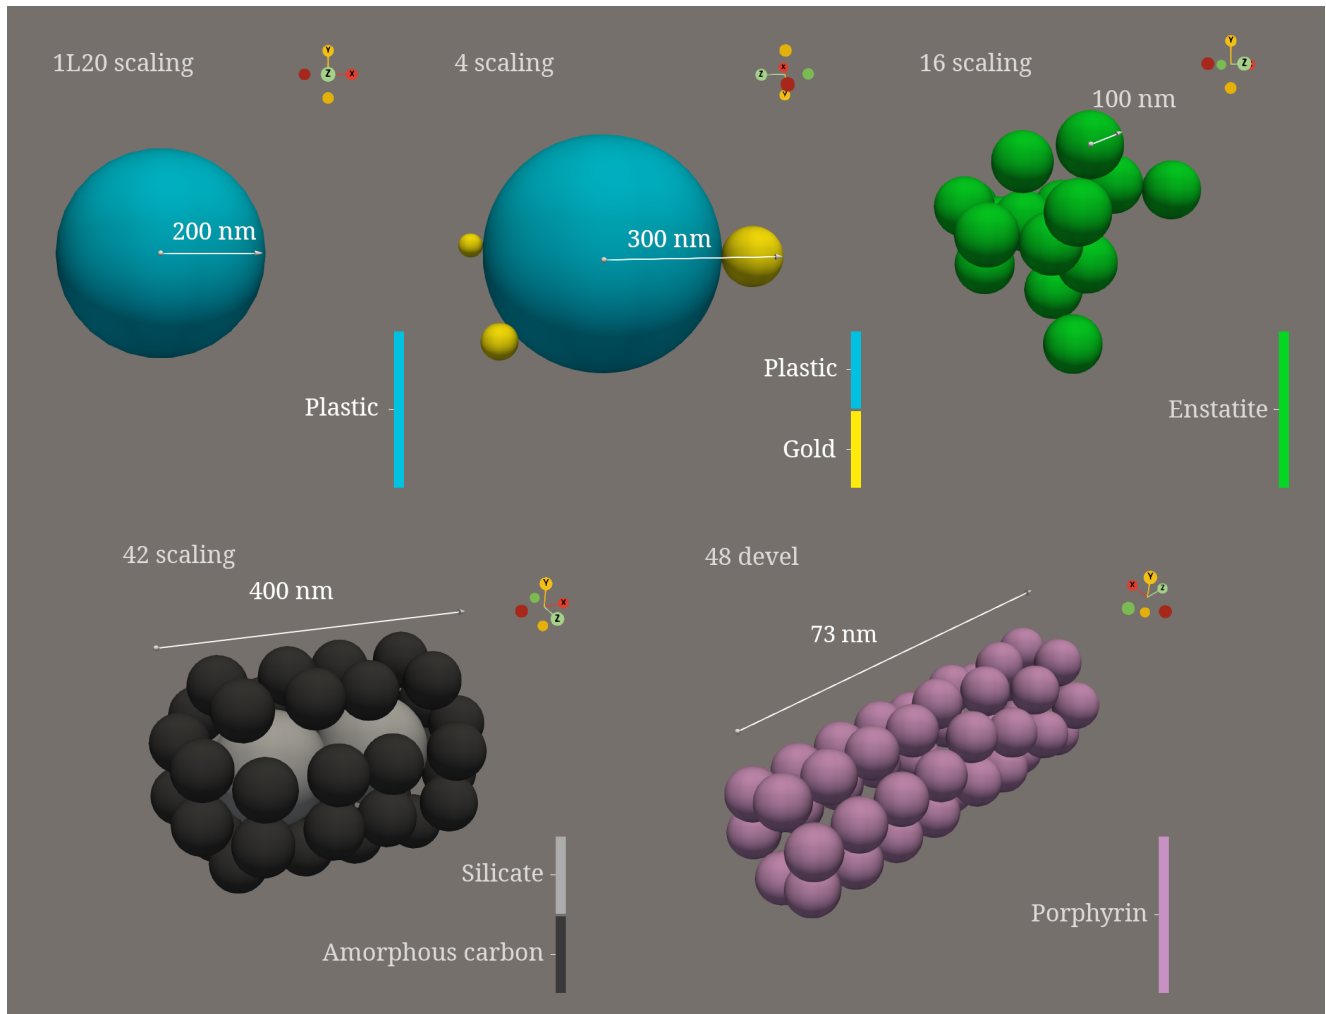 1L20 scaling
Y
Z
X
200 nm
Plastic
4 scaling
X
Z
Y
300 nm
Plastic
Gold
16 scaling
Y
Z
100 nm
Enstatite
42 scaling
400 nm
Y
X
Z
Silicate
Amorphous carbon
48 devel
73 nm
X
Y
Z
Porphyrin